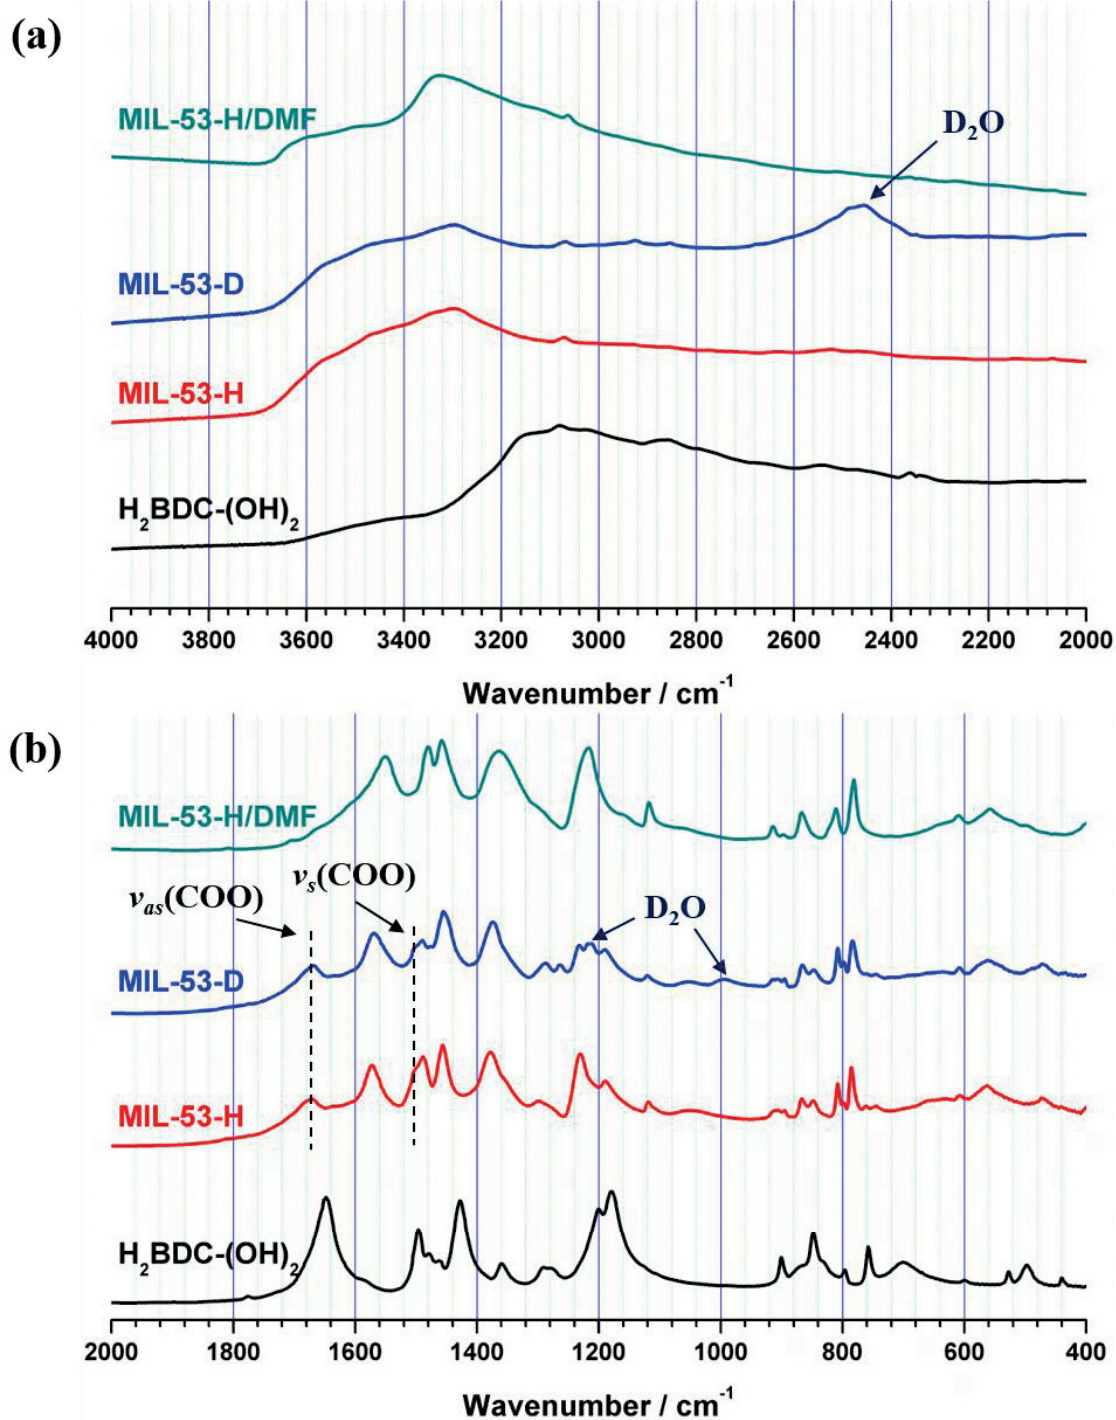 (a)
MIL-53-H/DMF
D₂O
MIL-53-D
MIL-53-H
H₂BDC-(OH)₂
4000 3800 3600 3400 3200 3000 2800 2600 2400 2200 2000
Wavenumber / cm⁻¹
(b)
MIL-53-H/DMF
νₛ(COO)
νₐₛ(COO)
D₂O
MIL-53-D
MIL-53-H
H₂BDC-(OH)₂
2000 1800 1600 1400 1200 1000 800 600 400
Wavenumber / cm⁻¹